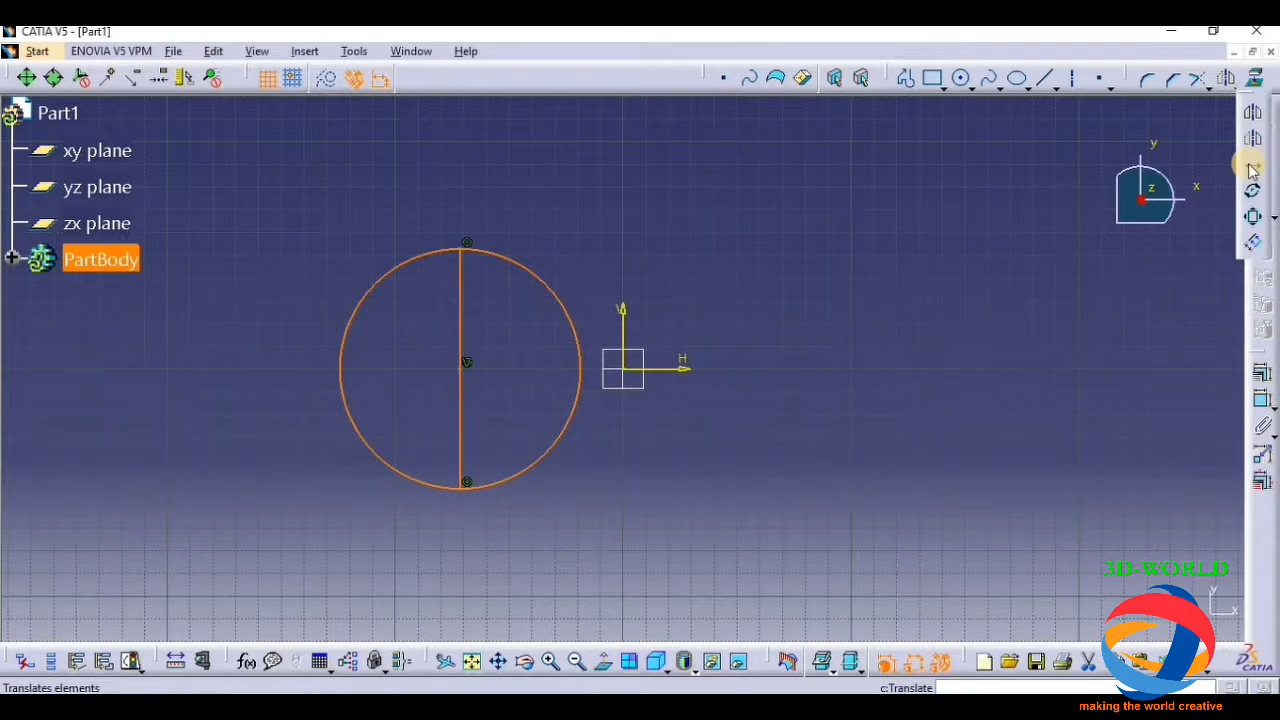 CATIA V5 - [Part1]
Start ENOVIA V5 VPM File Edit View Insert Tools Window Help
Part1
xy plane
yz plane
zx plane
PartBody
y
x
z
V
H
3D-WORLD
y
x
f(x)
CATIA
Translates elements
c:Translate
making the world creative